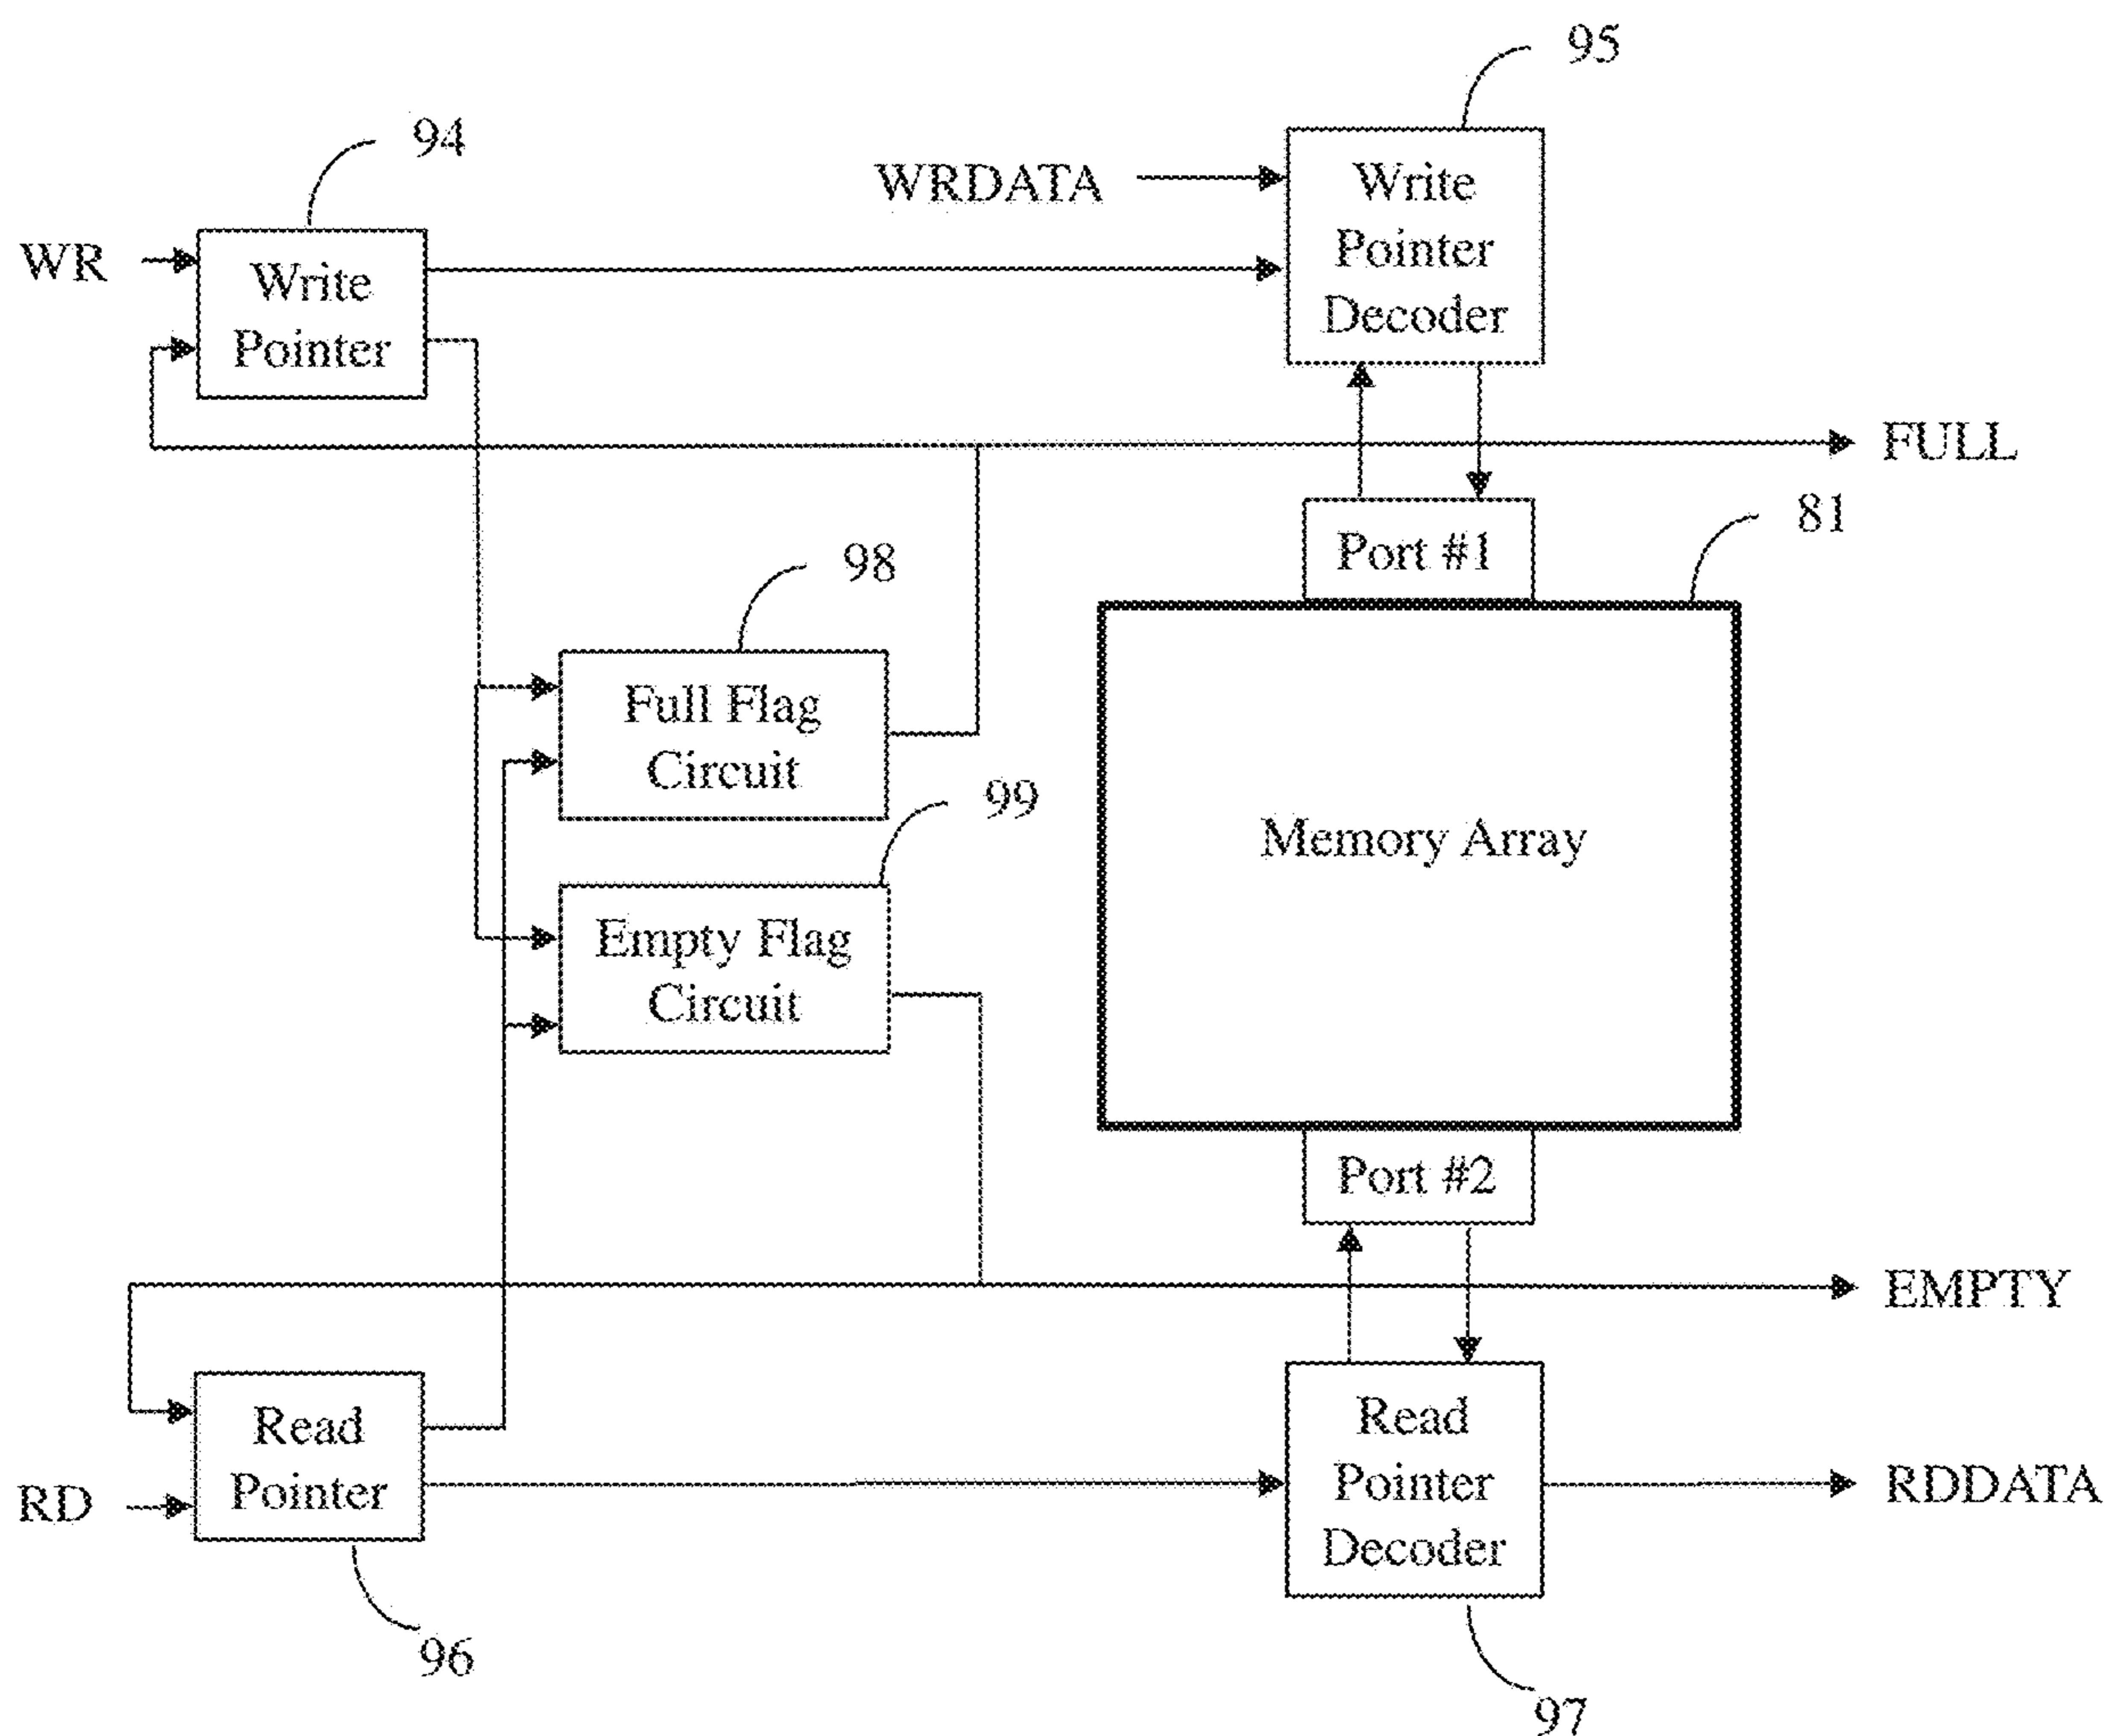 95
94
WRDATA
Write
Pointer
Decoder
WR
Write
Pointer
FULL
81
Port #1
98
Full Flag
Circuit
99
Memory Array
Empty Flag
Circuit
Port #2
EMPTY
Read
Pointer
RD
Read
Pointer
Decoder
RDDATA
96
97